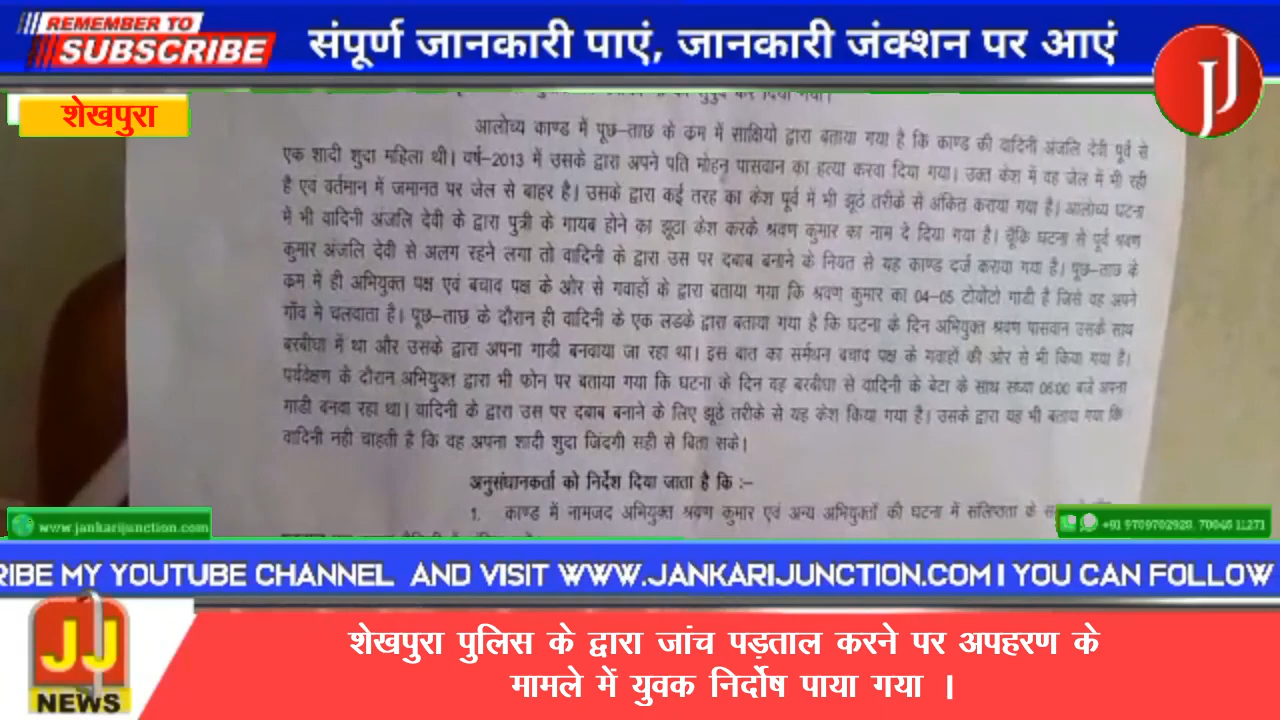 REMEMBER TO
SUBSCRIBE
संपूर्ण जानकारी पाएं, जानकारी जंक्शन पर आएं
J J
शेखपुरा
कर दिया गया।
आलोच्य काण्ड में पूछ-ताछ के क्रम में साक्षियो द्वारा बताया गया है कि काण्ड की वादिनी अंजलि देवी पूर्व से
एक शादी शुदा महिला थी। वर्ष-2013 में उसके द्वारा अपने पति मोहन पासवान का हत्या करवा दिया गया। उक्त केश में वह जेल में भी रही
है एवं वर्तमान में जमानत पर जेल से बाहर है। उसके द्वारा कई तरह का केश पूर्व में भी झूठे तरीके से अंकित कराया गया है। आलोच्य घटना
में भी वादिनी अंजलि देवी के द्वारा पुत्री के गायब होने का झूठा केश करके श्रवण कुमार का नाम दे दिया गया है। चूँकि घटना से पूर्व श्रवण
कुमार अंजलि देवी से अलग रहने लगा तो वादिनी के द्वारा उस पर दबाब बनाने के नियत से यह काण्ड दर्ज कराया गया है। पूछ-ताछ के
क्रम में ही अभियुक्त पक्ष एवं बचाव पक्ष के ओर से गवाहों के द्वारा बताया गया कि श्रवण कुमार का 04-05 टोवोटो गाडी है जिसे वह अपने
गाँव मे चलवाता है। पूछ-ताछ के दौरान ही वादिनी के एक लडके द्वारा बताया गया है कि घटना के दिन अभियुक्त श्रवण पासवान उसके साथ
बरबीघा में था और उसके द्वारा अपना गाडी बनवाया जा रहा था। इस बात का सर्मथन बचाव पक्ष के गवाहों की ओर से भी किया गया है।
पर्यवेक्षण के दौरान अभियुक्त द्वारा भी फोन पर बताया गया कि घटना के दिन वह बरबीघा से वादिनी के बेटा के साथ संध्या 06:00 बजे अपना
गाडी बनवा रहा था। वादिनी के द्वारा उस पर दबाब बनाने के लिए झूठे तरीके से यह केश किया गया है। उसके द्वारा यह भी बताया गया कि
वादिनी नही चाहती है कि वह अपना शादी शुदा जिंदगी सही से बिता सके।
अनुसंधानकर्ता को निर्देश दिया जाता है कि :-
1. काण्ड में नामजद अभियुक्त श्रवण कुमार एवं अन्य अभियुक्तों की घटना में संलिप्तता के
www.jankarijunction.com
+91 9709702920, 70045 11271
RIBE MY YOUTUBE CHANNEL AND VISIT WWW.JANKARIJUNCTION.COM I YOU CAN FOLLOW
JJ
NEWS
शेखपुरा पुलिस के द्वारा जांच पड़ताल करने पर अपहरण के
मामले में युवक निर्दोष पाया गया ।